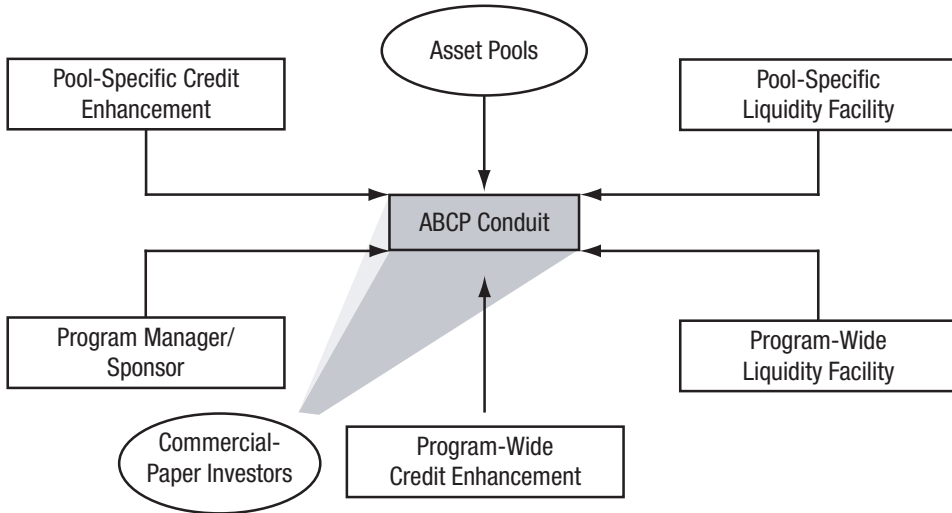 Asset Pools
Pool-Specific Credit
Enhancement
Pool-Specific
Liquidity Facility
ABCP Conduit
Program Manager/
Sponsor
Program-Wide
Liquidity Facility
Commercial-
Paper Investors
Program-Wide
Credit Enhancement